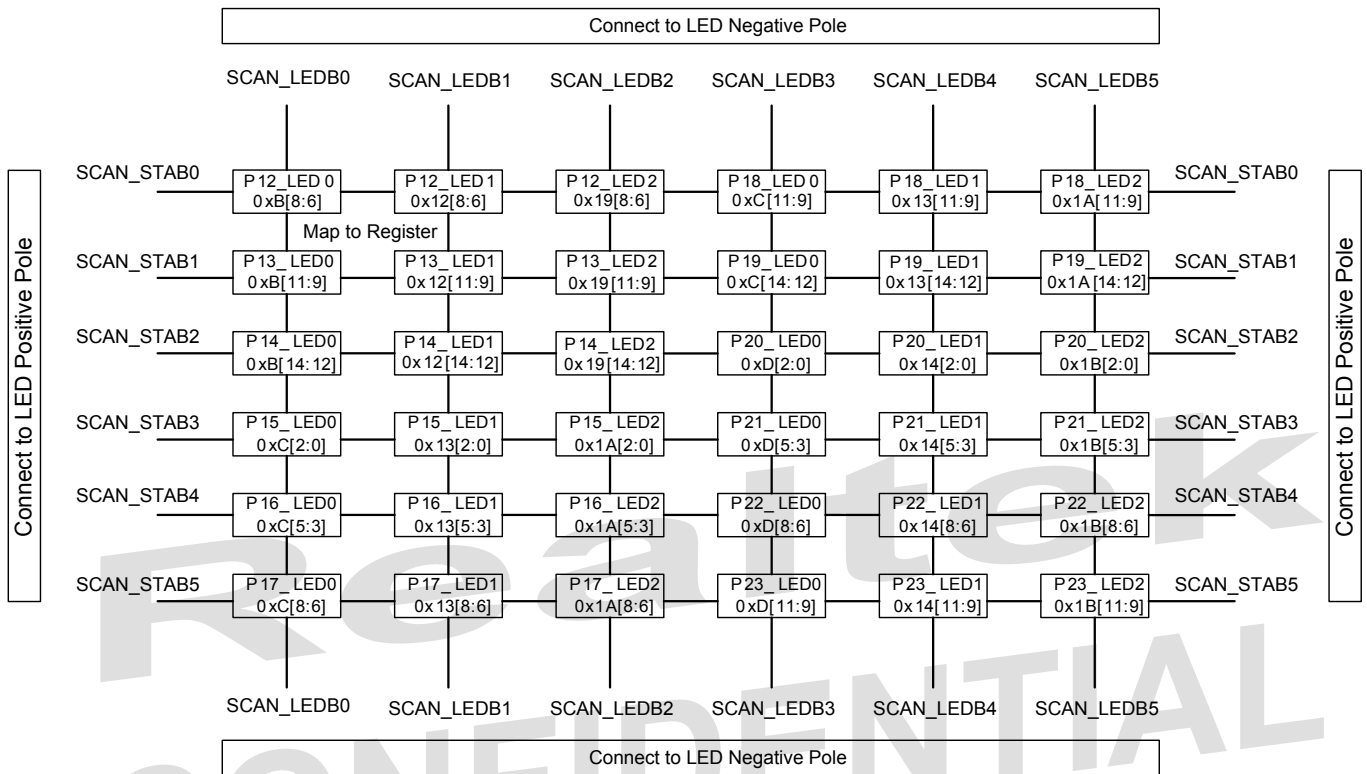 Connect to LED Negative Pole
SCAN_LEDB0 SCAN_LEDB1 SCAN_LEDB2 SCAN_LEDB3 SCAN_LEDB4 SCAN_LEDB5
SCAN_STAB0 P12_LED0 P12_LED1 P12_LED2 P18_LED0 P18_LED1 P18_LED2 SCAN_STAB0
0xB[8:6] 0x12[8:6] 0x19[8:6] 0xC[11:9] 0x13[11:9] 0x1A[11:9]
Map to Register
SCAN_STAB1 P13_LED0 P13_LED1 P13_LED2 P19_LED0 P19_LED1 P19_LED2 SCAN_STAB1
0xB[11:9] 0x12[11:9] 0x19[11:9] 0xC[14:12] 0x13[14:12] 0x1A[14:12]
SCAN_STAB2 P14_LED0 P14_LED1 P14_LED2 P20_LED0 P20_LED1 P20_LED2 SCAN_STAB2
0xB[14:12] 0x12[14:12] 0x19[14:12] 0xD[2:0] 0x14[2:0] 0x1B[2:0]
SCAN_STAB3 P15_LED0 P15_LED1 P15_LED2 P21_LED0 P21_LED1 P21_LED2 SCAN_STAB3
0xC[2:0] 0x13[2:0] 0x1A[2:0] 0xD[5:3] 0x14[5:3] 0x1B[5:3]
SCAN_STAB4 P16_LED0 P16_LED1 P16_LED2 P22_LED0 P22_LED1 P22_LED2 SCAN_STAB4
0xC[5:3] 0x13[5:3] 0x1A[5:3] 0xD[8:6] 0x14[8:6] 0x1B[8:6]
SCAN_STAB5 P17_LED0 P17_LED1 P17_LED2 P23_LED0 P23_LED1 P23_LED2 SCAN_STAB5
0xC[8:6] 0x13[8:6] 0x1A[8:6] 0xD[11:9] 0x14[11:9] 0x1B[11:9]
SCAN_LEDB0 SCAN_LEDB1 SCAN_LEDB2 SCAN_LEDB3 SCAN_LEDB4 SCAN_LEDB5
Connect to LED Negative Pole
Connect to LED Positive Pole
Connect to LED Positive Pole
Realtek
CONFIDENTIAL